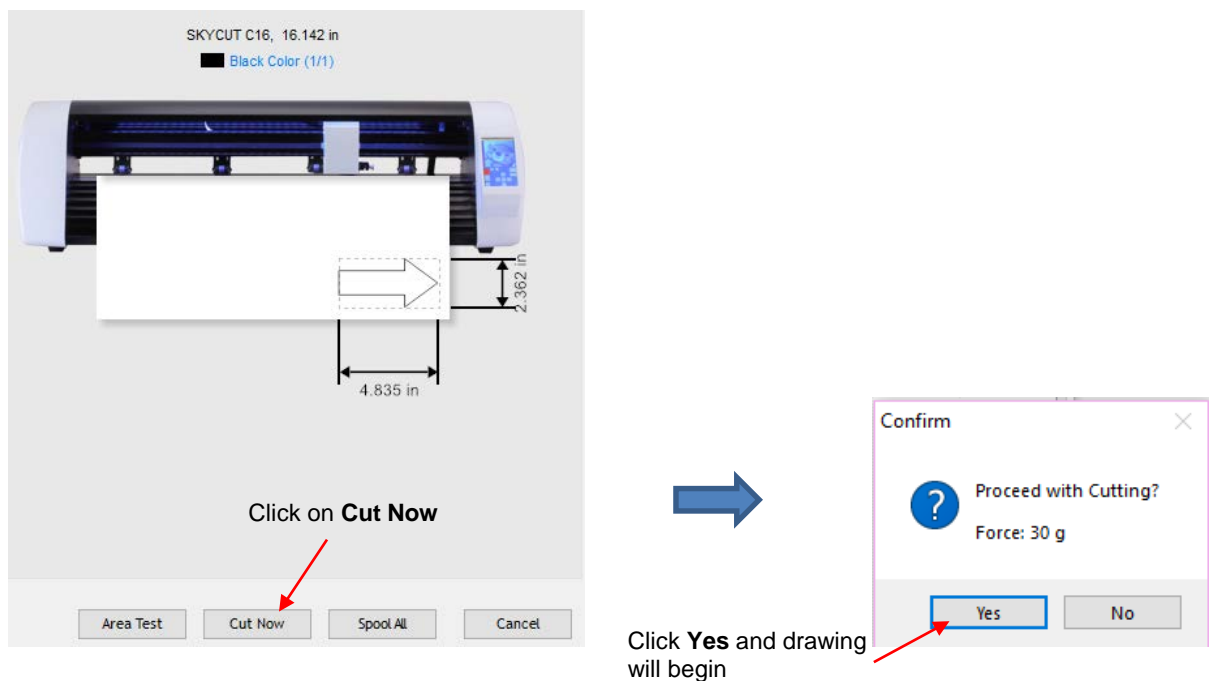 SKYCUT C16, 16.142 in
Black Color (1/1)
2.362 in
4.835 in
Click on Cut Now
Area Test
Cut Now
Spool All
Cancel
Confirm
Proceed with Cutting?
Force: 30 g
Yes
No
Click Yes and drawing
will begin